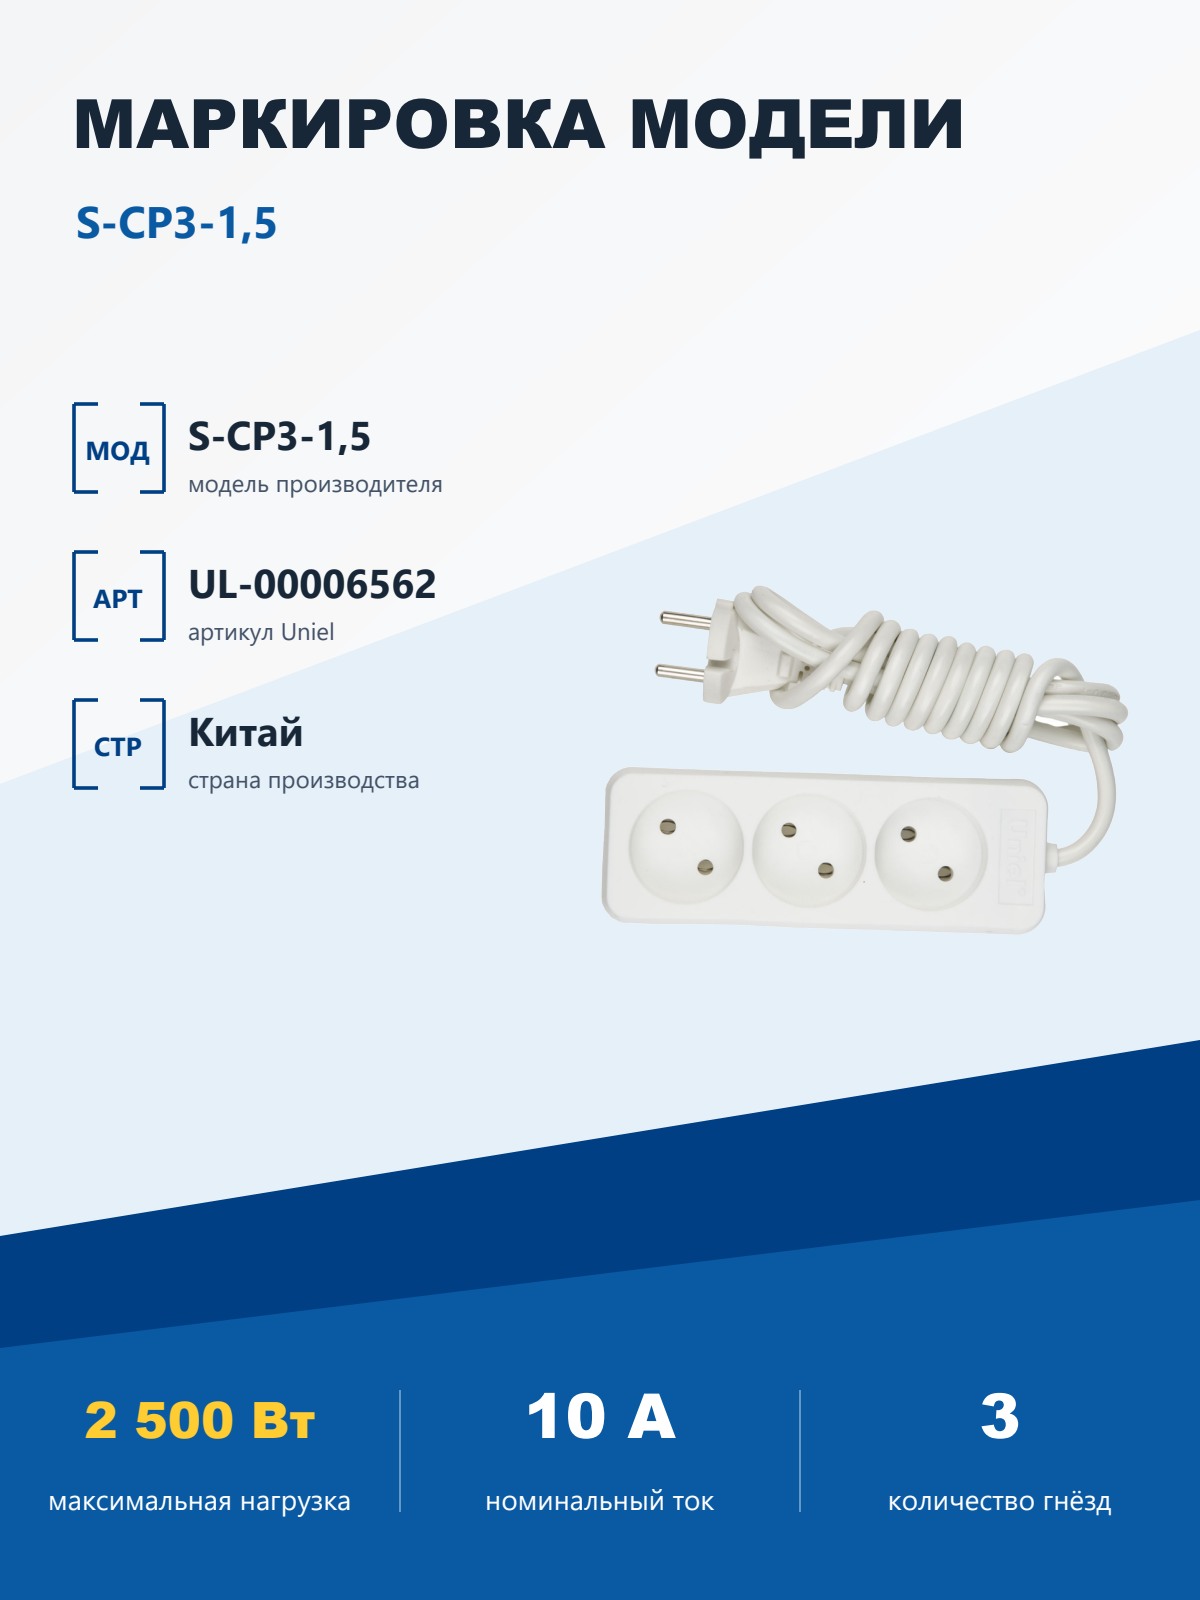 МАРКИРОВКА МОДЕЛИ
S-CP3-1,5
МОД
S-CP3-1,5
модель производителя
АРТ
UL-00006562
артикул Uniel
СТР
Китай
страна производства
Uniel
2 500 Вт
максимальная нагрузка
10 А
номинальный ток
3
количество гнёзд